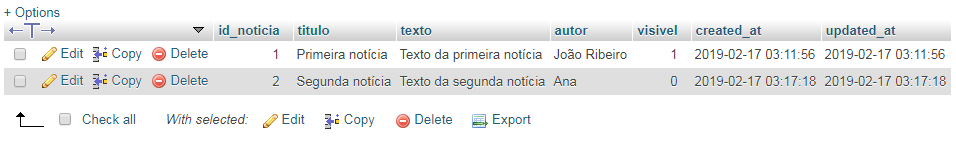 + Options
id_noticia titulo texto autor visivel created_at updated_at
Edit Copy Delete 1 Primeira notícia Texto da primeira notícia João Ribeiro 1 2019-02-17 03:11:56 2019-02-17 03:11:56
Edit Copy Delete 2 Segunda notícia Texto da segunda notícia Ana 0 2019-02-17 03:17:18 2019-02-17 03:17:18
Check all With selected: Edit Copy Delete Export